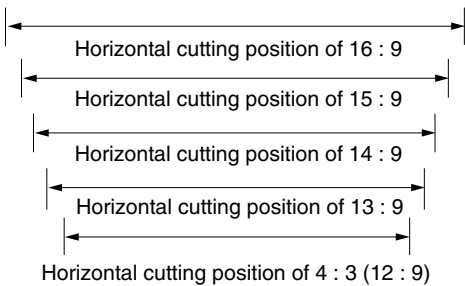 Horizontal cutting position of 16 : 9
Horizontal cutting position of 15 : 9
Horizontal cutting position of 14 : 9
Horizontal cutting position of 13 : 9
Horizontal cutting position of 4 : 3 (12 : 9)